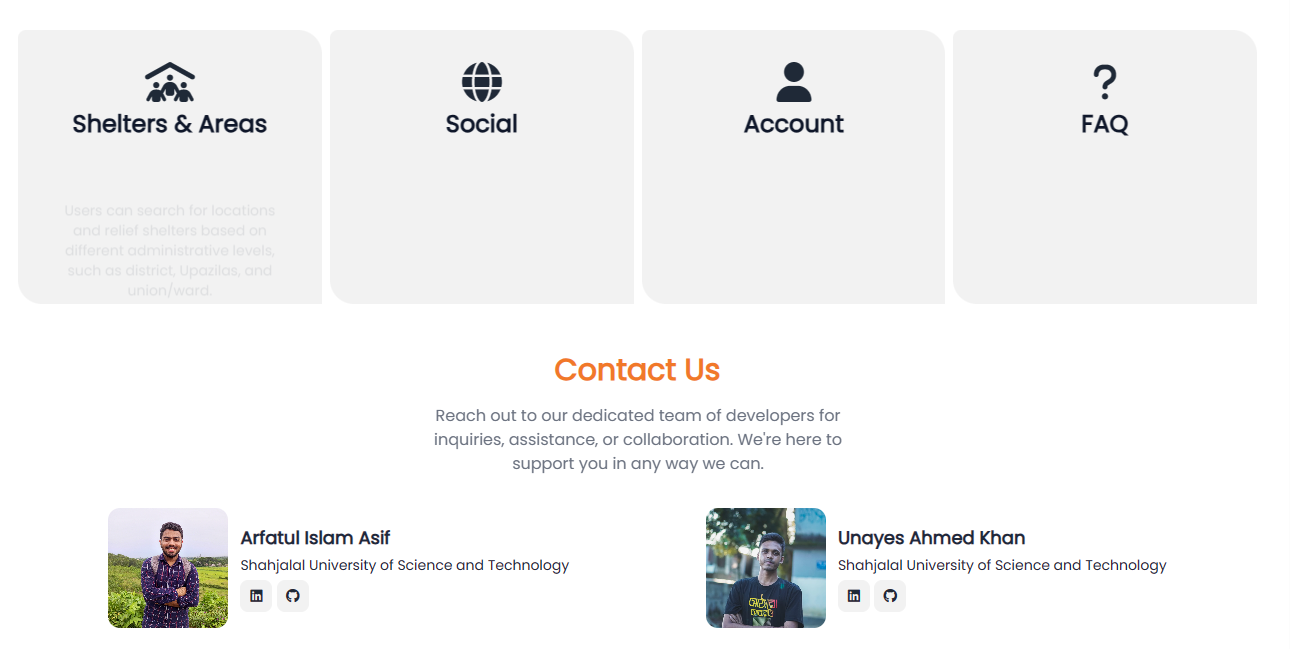 Shelters & Areas
Social
Account
FAQ
Users can search for locations
and relief shelters based on
different administrative levels,
such as district, Upazilas, and
union/ward.
Contact Us
Reach out to our dedicated team of developers for
inquiries, assistance, or collaboration. We're here to
support you in any way we can.
Arfatul Islam Asif
Shahjalal University of Science and Technology
Unayes Ahmed Khan
Shahjalal University of Science and Technology